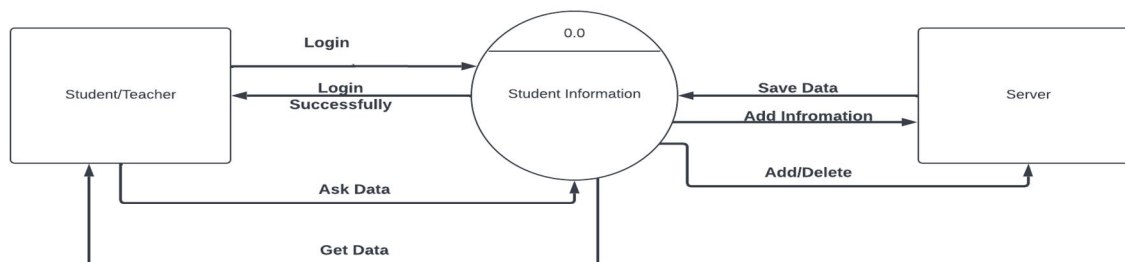 0.0
Login
Student/Teacher
Login
Successfully
Student Information
Save Data
Add Infromation
Server
Ask Data
Add/Delete
Get Data